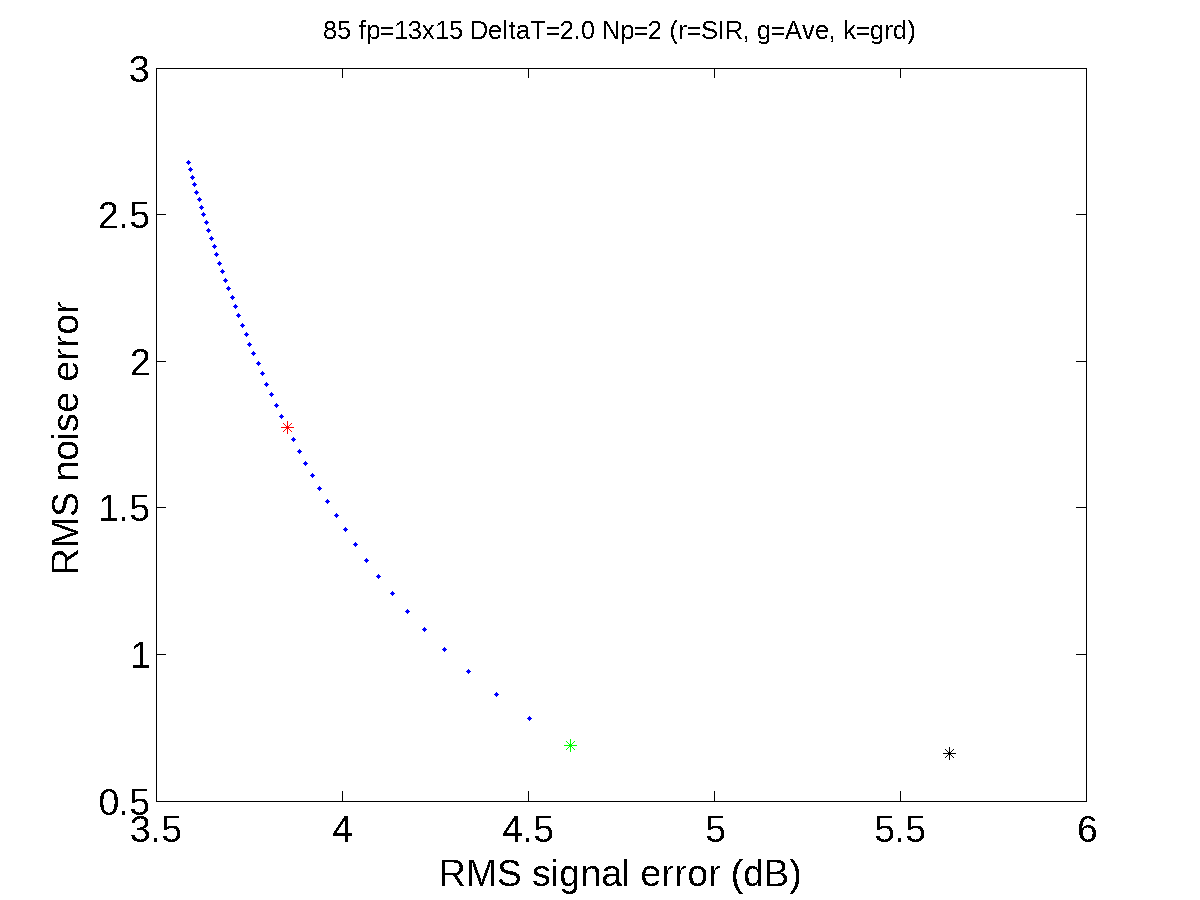 85 fp=13x15 DeltaT=2.0 Np=2 (r=SIR, g=Ave, k=grd)
3
2.5
2
1.5
1
0.5
RMS noise error
3.5 4 4.5 5 5.5 6
RMS signal error (dB)